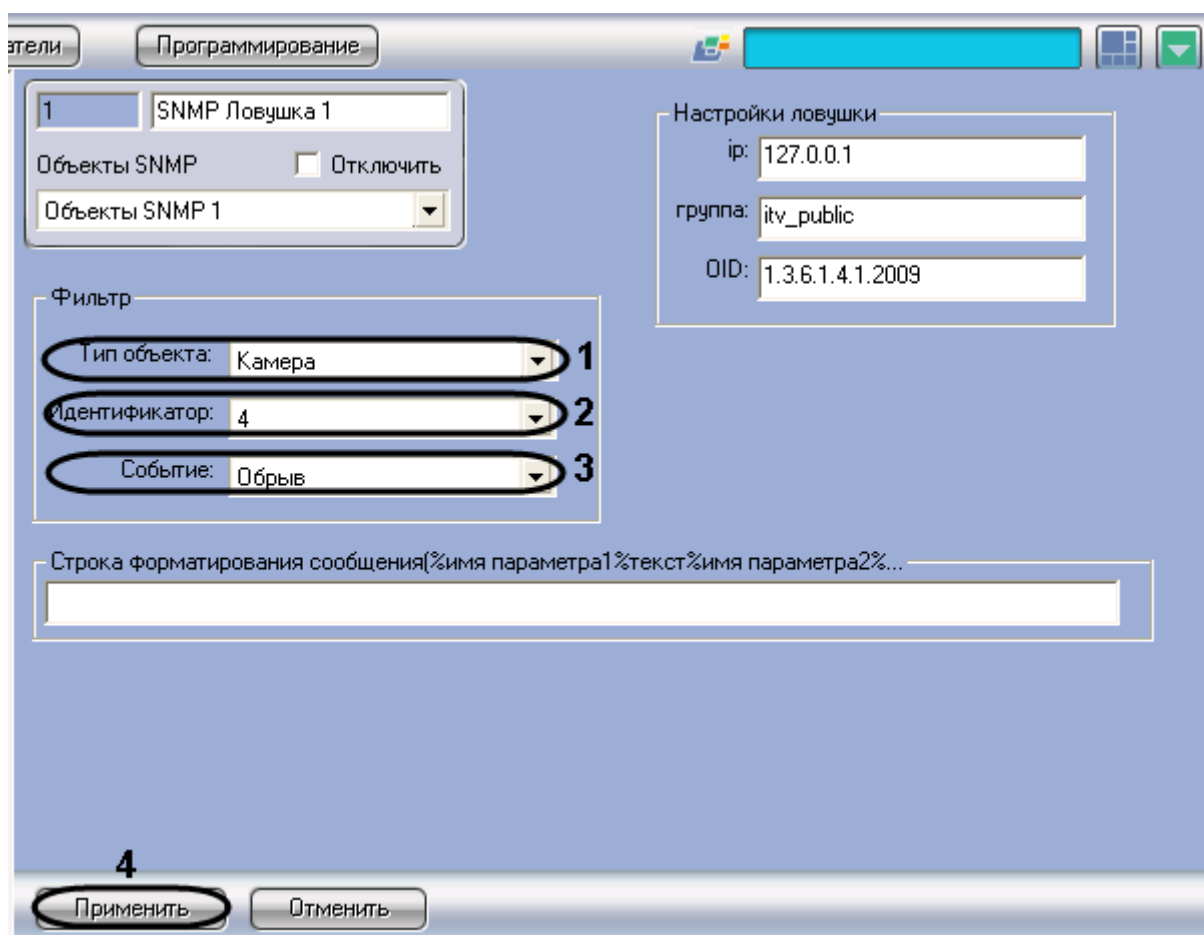 атели
Программирование
1
SNMP Ловушка 1
Объекты SNMP
Отключить
Объекты SNMP 1
Настройки ловушки
ip:
127.0.0.1
группа:
itv_public
OID:
1.3.6.1.4.1.2009
Фильтр
Тип объекта:
Камера
1
Идентификатор:
4
2
Событие:
Обрыв
3
Строка форматирования сообщения(%имя параметра1%текст%имя параметра2%...
4
Применить
Отменить